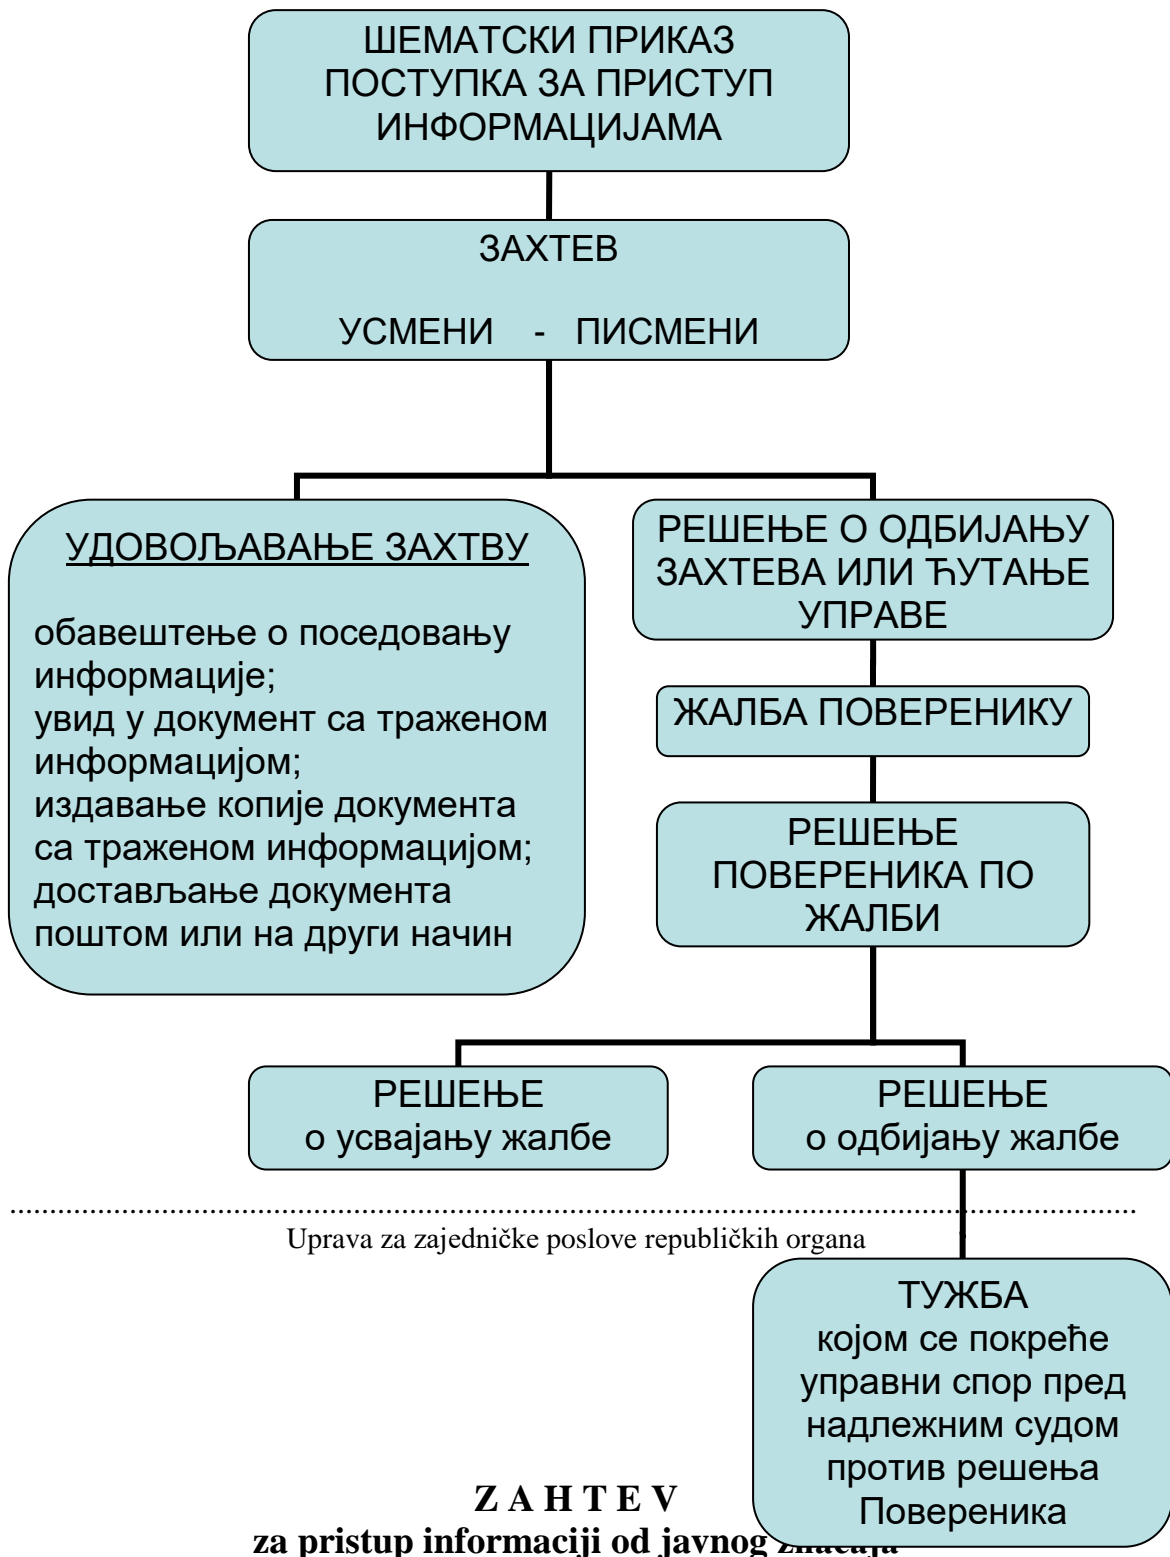 ШЕМАТСКИ ПРИКАЗ
ПОСТУПКА ЗА ПРИСТУП
ИНФОРМАЦИЈАМА
ЗАХТЕВ
УСМЕНИ - ПИСМЕНИ
УДОВОЉАВАЊЕ ЗАХТВУ
обавештење о поседовању
информације;
увид у документ са траженом
информацијом;
издавање копије документа
са траженом информацијом;
достављање документа
поштом или на други начин
РЕШЕЊЕ О ОДБИЈАЊУ
ЗАХТЕВА ИЛИ ЋУТАЊЕ
УПРАВЕ
ЖАЛБА ПОВЕРЕНИКУ
РЕШЕЊЕ
ПОВЕРЕНИКА ПО
ЖАЛБИ
РЕШЕЊЕ
о усвајању жалбе
РЕШЕЊЕ
о одбијању жалбе
Uprava za zajedničke poslove republičkih organa
ТУЖБА
којом се покреће
управни спор пред
надлежним судом
против решења
Повереника
Z A H T E V
za pristup informaciji od javnog